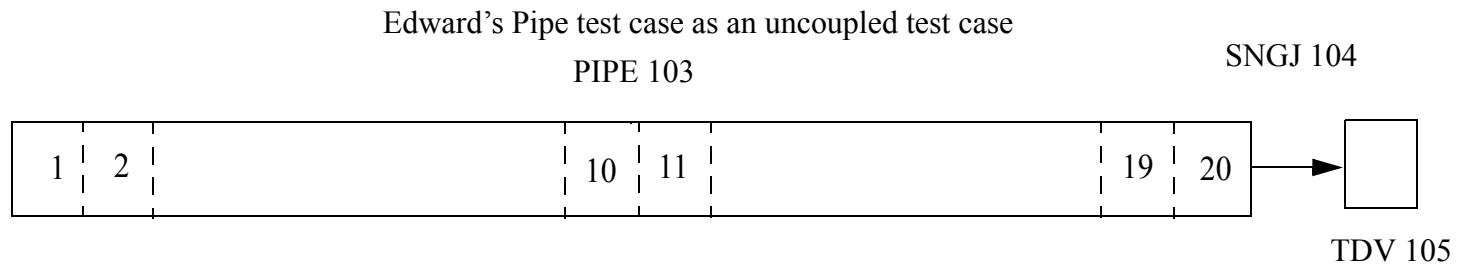 Edward's Pipe test case as an uncoupled test case
SNGJ 104
PIPE 103
1 2 10 11 19 20
TDV 105